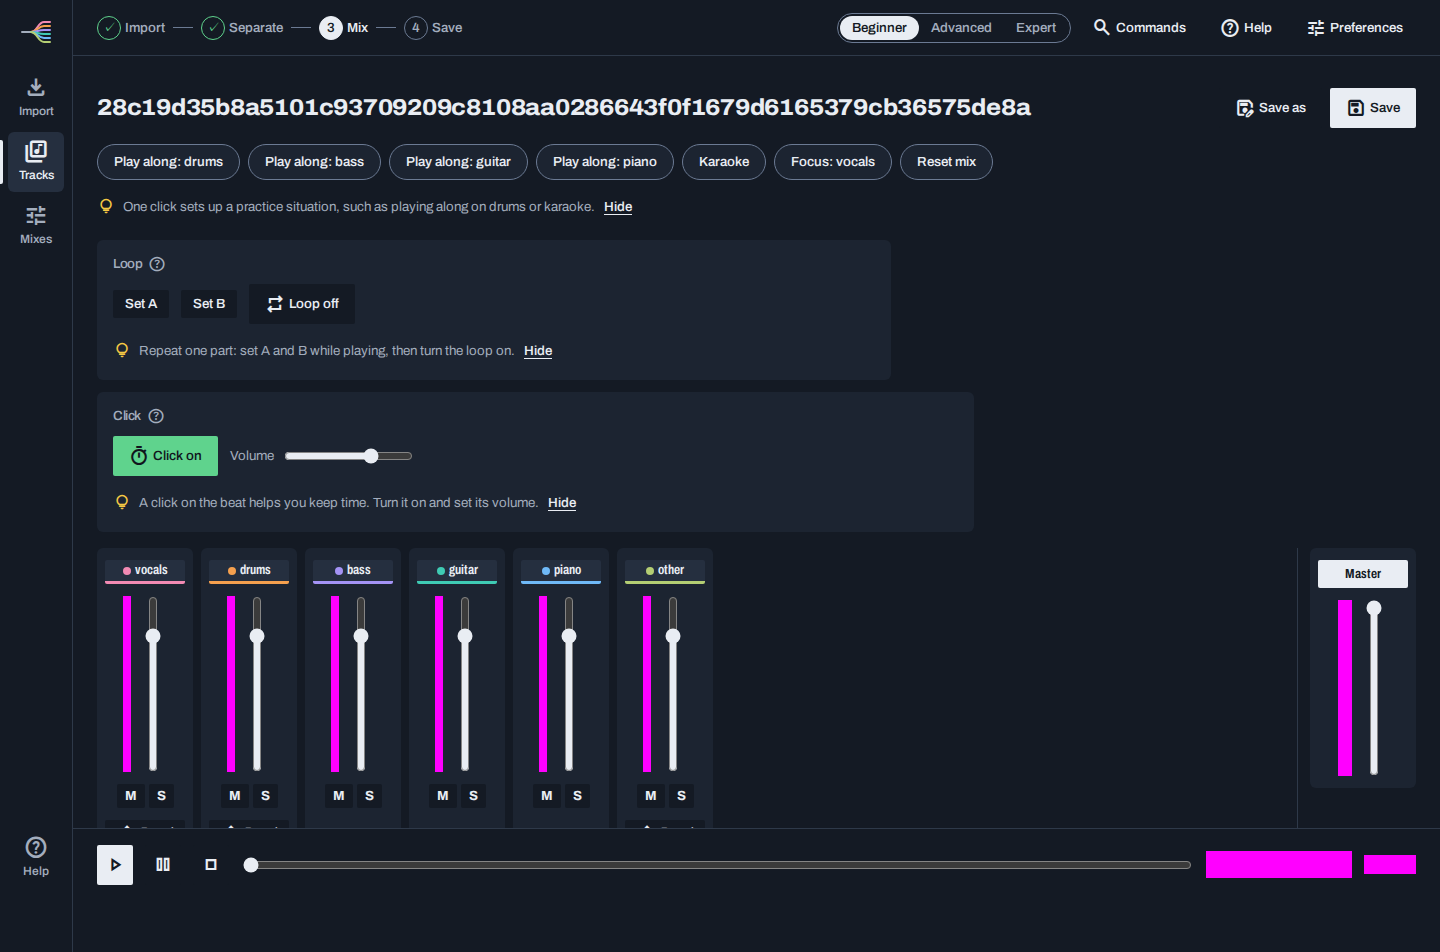 Import
Separate
3 Mix
4 Save
Beginner
Advanced
Expert
Commands
Help
Preferences
Import
Tracks
Mixes
Help
28c19d35b8a5101c93709209c8108aa0286643f0f1679d6165379cb36575de8a
Save as
Save
Play along: drums
Play along: bass
Play along: guitar
Play along: piano
Karaoke
Focus: vocals
Reset mix
One click sets up a practice situation, such as playing along on drums or karaoke. Hide
Loop
Set A
Set B
Loop off
Repeat one part: set A and B while playing, then turn the loop on. Hide
Click
Click on
Volume
A click on the beat helps you keep time. Turn it on and set its volume. Hide
vocals
drums
bass
guitar
piano
other
Master
M S
M S
M S
M S
M S
M S